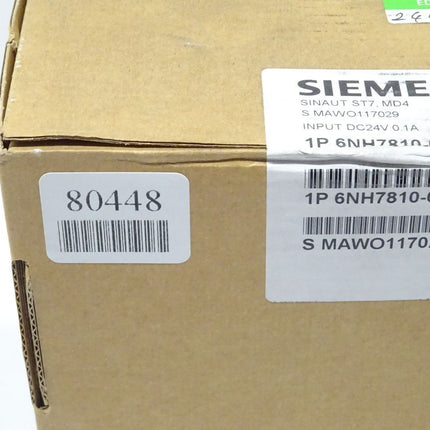 SIEME
SINAUT ST7, MD4
S MAWO117029
INPUT DC24V 0.1A
1P 6NH7810-
1P 6NH7810-
S MAWO1170
80448